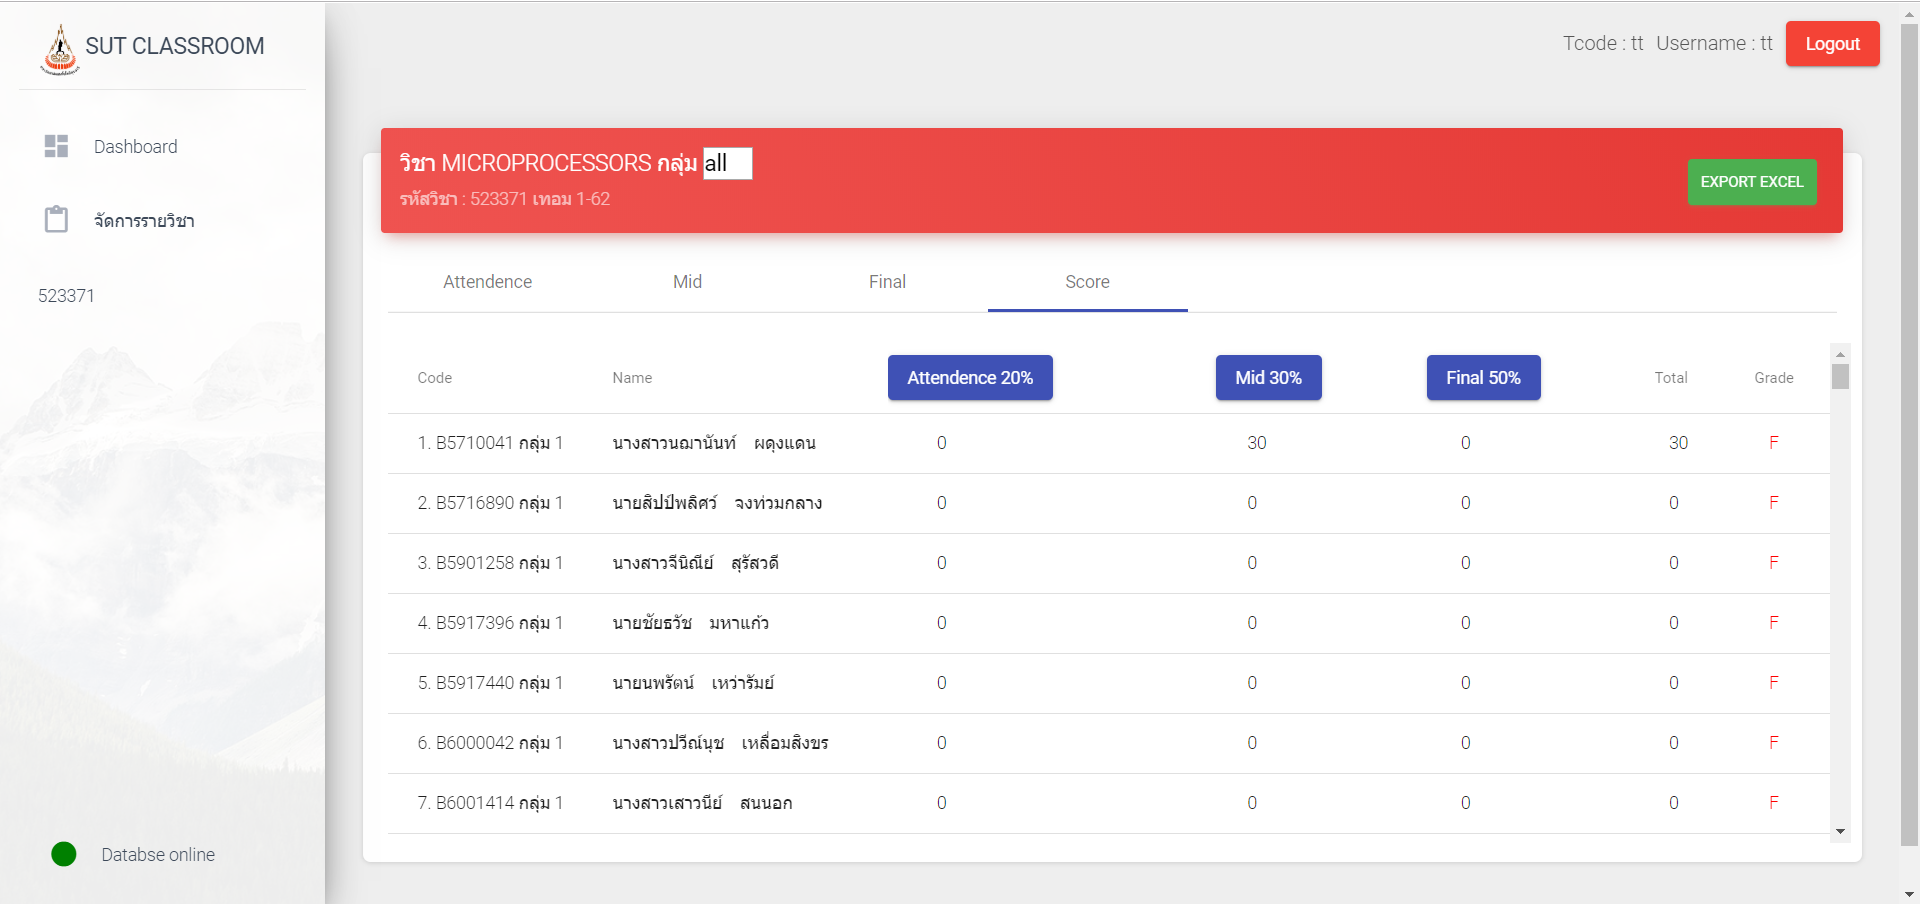 SUT CLASSROOM
Tcode : tt Username : tt Logout
Dashboard
จัดการรายวิชา
523371
Databse online
วิชา MICROPROCESSORS กลุ่ม all
รหัสวิชา : 523371 เทอม 1-62
EXPORT EXCEL
Attendence Mid Final Score
Code Name Attendence 20% Mid 30% Final 50% Total Grade
1. B5710041 กลุ่ม 1 นางสาวนฌานันท์ ผดุงแดน 0 30 0 30 F
2. B5716890 กลุ่ม 1 นายสิปป์พลิศว์ จงท่วมกลาง 0 0 0 0 F
3. B5901258 กลุ่ม 1 นางสาวจีนิณีย์ สุรัสวดี 0 0 0 0 F
4. B5917396 กลุ่ม 1 นายชัยธวัช มหาแก้ว 0 0 0 0 F
5. B5917440 กลุ่ม 1 นายนพรัตน์ เหว่ารัมย์ 0 0 0 0 F
6. B6000042 กลุ่ม 1 นางสาวปวีณ์นุช เหลื่อมสิงขร 0 0 0 0 F
7. B6001414 กลุ่ม 1 นางสาวเสาวนีย์ สนนอก 0 0 0 0 F